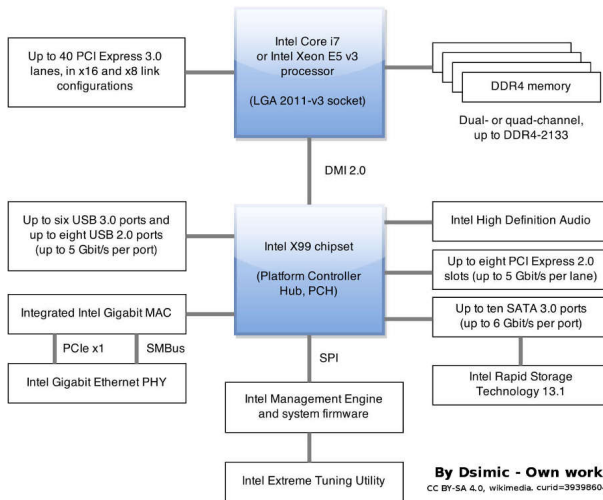 Up to 40 PCI Express 3.0
lanes, in x16 and x8 link
configurations
Intel Core i7
or Intel Xeon E5 v3
processor
(LGA 2011-v3 socket)
DDR4 memory
Dual- or quad-channel,
up to DDR4-2133
DMI 2.0
Up to six USB 3.0 ports and
up to eight USB 2.0 ports
(up to 5 Gbit/s per port)
Intel X99 chipset
(Platform Controller
Hub, PCH)
Intel High Definition Audio
Up to eight PCI Express 2.0
slots (up to 5 Gbit/s per lane)
Integrated Intel Gigabit MAC
Up to ten SATA 3.0 ports
(up to 6 Gbit/s per port)
PCIe x1
SMBus
SPI
Intel Gigabit Ethernet PHY
Intel Rapid Storage
Technology 13.1
Intel Management Engine
and system firmware
Intel Extreme Tuning Utility
By Dsimic - Own work
CC BY-SA 4.0, wikimedia. curid=3939860